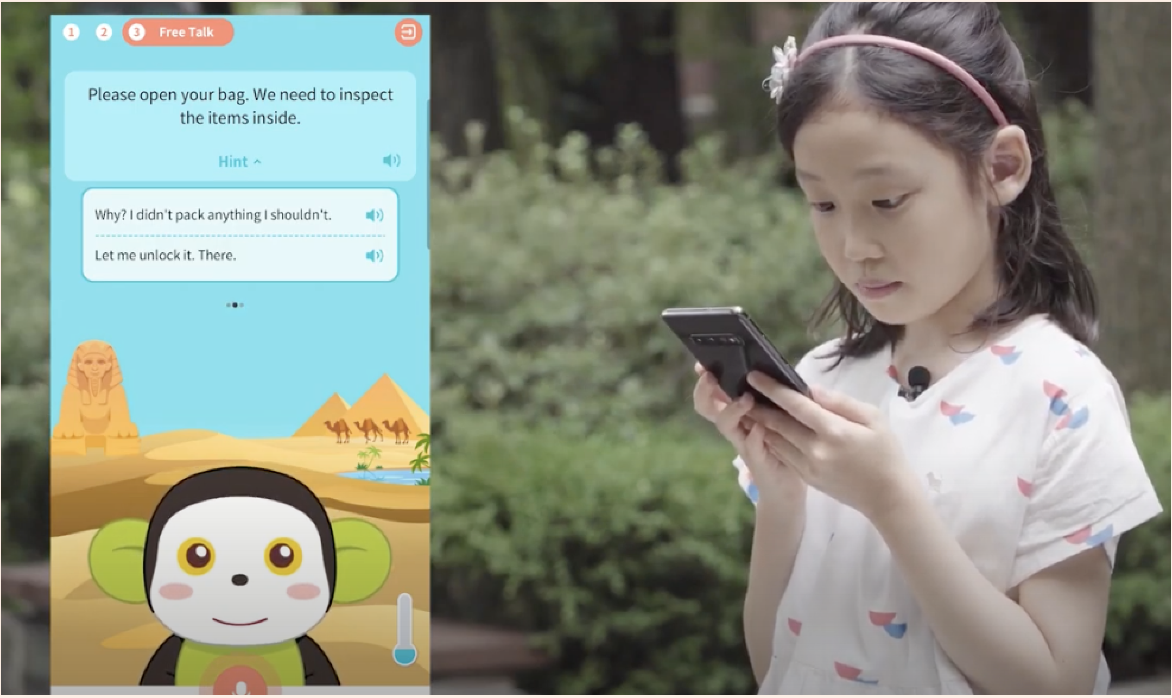 1 2 3 Free Talk
Please open your bag. We need to inspect
the items inside.
Hint
Why? I didn't pack anything I shouldn't.
Let me unlock it. There.